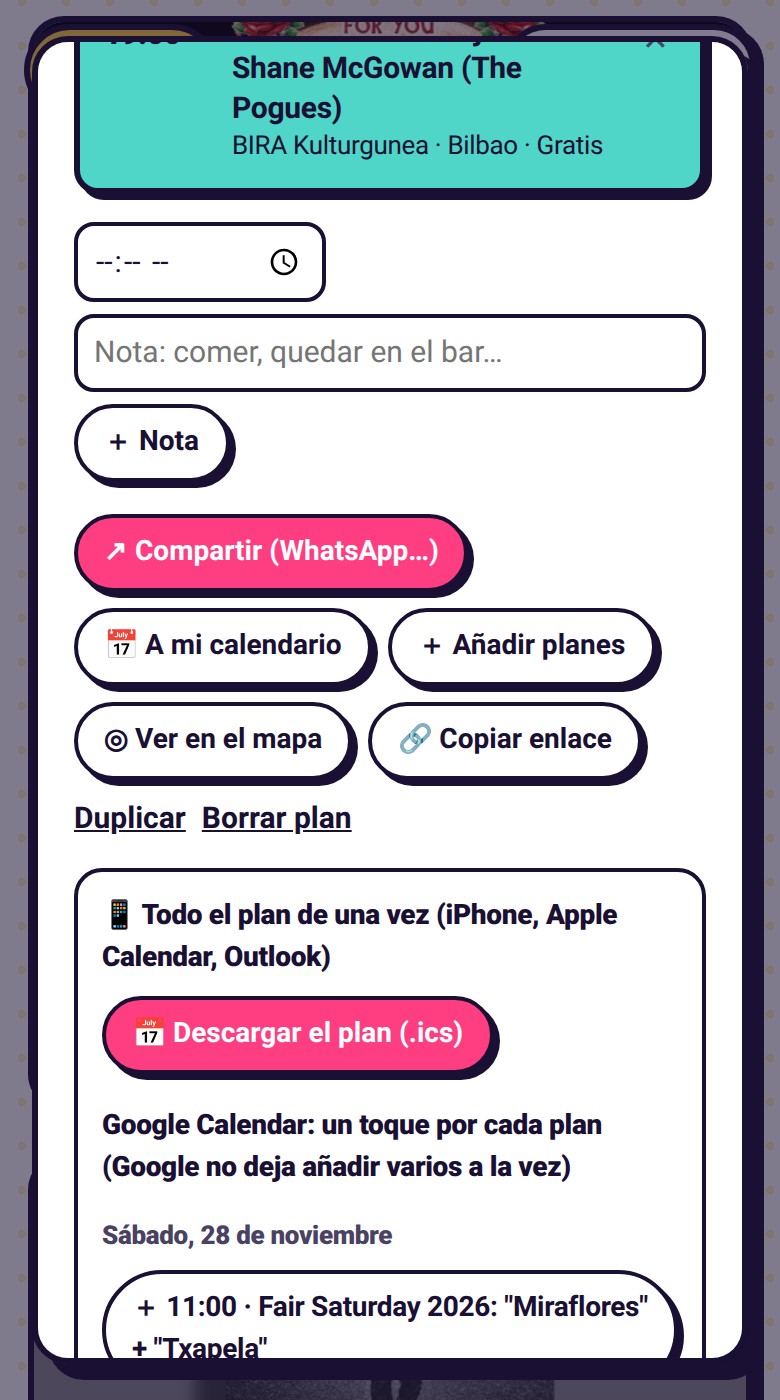 FOR YOU
Shane McGowan (The
Pogues)
BIRA Kulturgunea · Bilbao · Gratis
--:-- --
Nota: comer, quedar en el bar…
+ Nota
↗ Compartir (WhatsApp…)
📅 A mi calendario
+ Añadir planes
◎ Ver en el mapa
🔗 Copiar enlace
Duplicar Borrar plan
📱 Todo el plan de una vez (iPhone, Apple
Calendar, Outlook)
📅 Descargar el plan (.ics)
Google Calendar: un toque por cada plan
(Google no deja añadir varios a la vez)
Sábado, 28 de noviembre
+ 11:00 · Fair Saturday 2026: "Miraflores"
+ "Txapela"